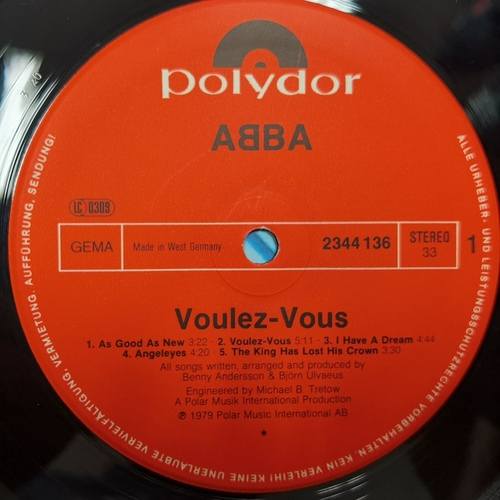 polydor
ABBA
LC 0309
GEMA
Made in West Germany
2344 136
STEREO
33
1
Voulez-Vous
1. As Good As New 3:22 · 2. Voulez-Vous 5:11 · 3. I Have A Dream 4:44
4. Angeleyes 4:20 5. The King Has Lost His Crown 3:30
All songs written, arranged and produced by
Benny Andersson & Björn Ulvaeus
Engineered by Michael B. Tretow
A Polar Musik International Production
℗ 1979 Polar Music International AB
*
ALLE URHEBER- UND LEISTUNGSSCHUTZRECHTE VORBEHALTEN. KEIN VERLEIH! KEINE UNERLAUBTE VERVIELFÄLTIGUNG, VERMIETUNG, AUFFÜHRUNG, SENDUNG!